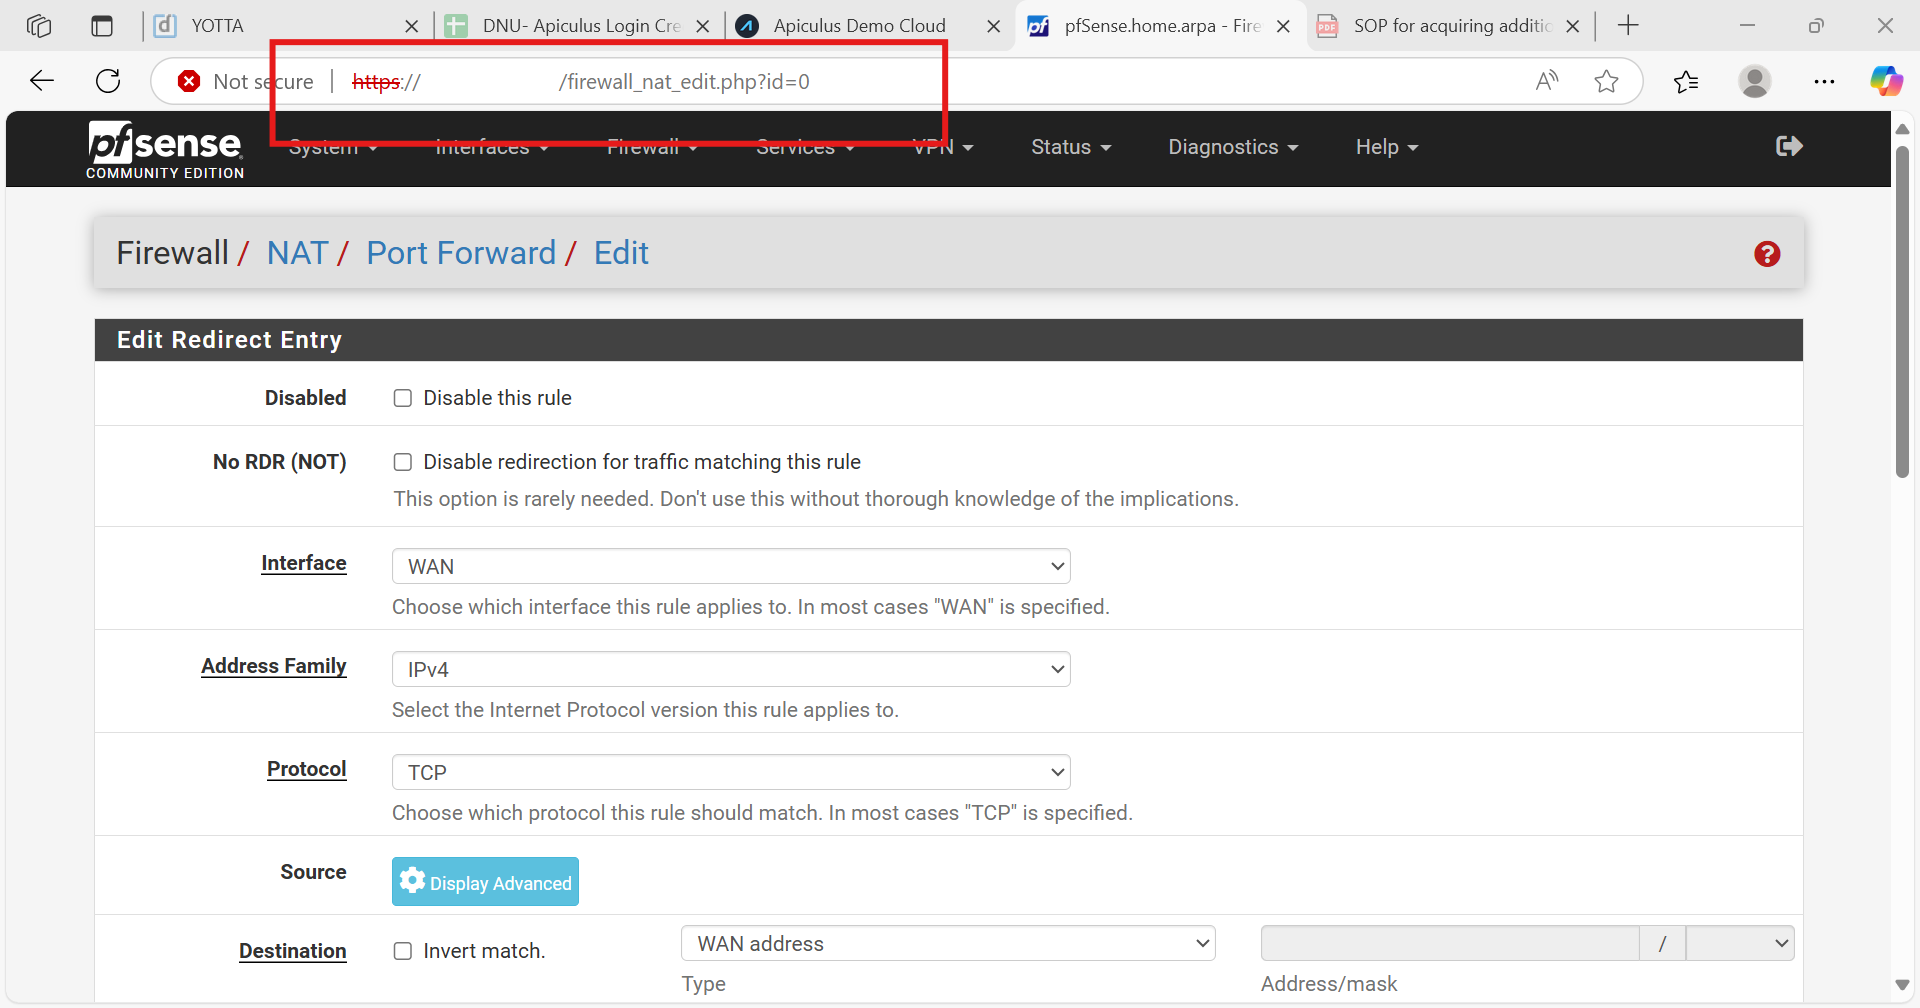 YOTTA
DNU- Apiculus Login Cre
Apiculus Demo Cloud
pfSense.home.arpa - Fire
SOP for acquiring additic
Not secure
https://
/firewall_nat_edit.php?id=0
pfsense
COMMUNITY EDITION
System
Interfaces
Firewall
Services
VPN
Status
Diagnostics
Help
Firewall / NAT / Port Forward / Edit
Edit Redirect Entry
Disabled
Disable this rule
No RDR (NOT)
Disable redirection for traffic matching this rule
This option is rarely needed. Don't use this without thorough knowledge of the implications.
Interface
WAN
Choose which interface this rule applies to. In most cases "WAN" is specified.
Address Family
IPv4
Select the Internet Protocol version this rule applies to.
Protocol
TCP
Choose which protocol this rule should match. In most cases "TCP" is specified.
Source
Display Advanced
Destination
Invert match.
WAN address
/
Type
Address/mask